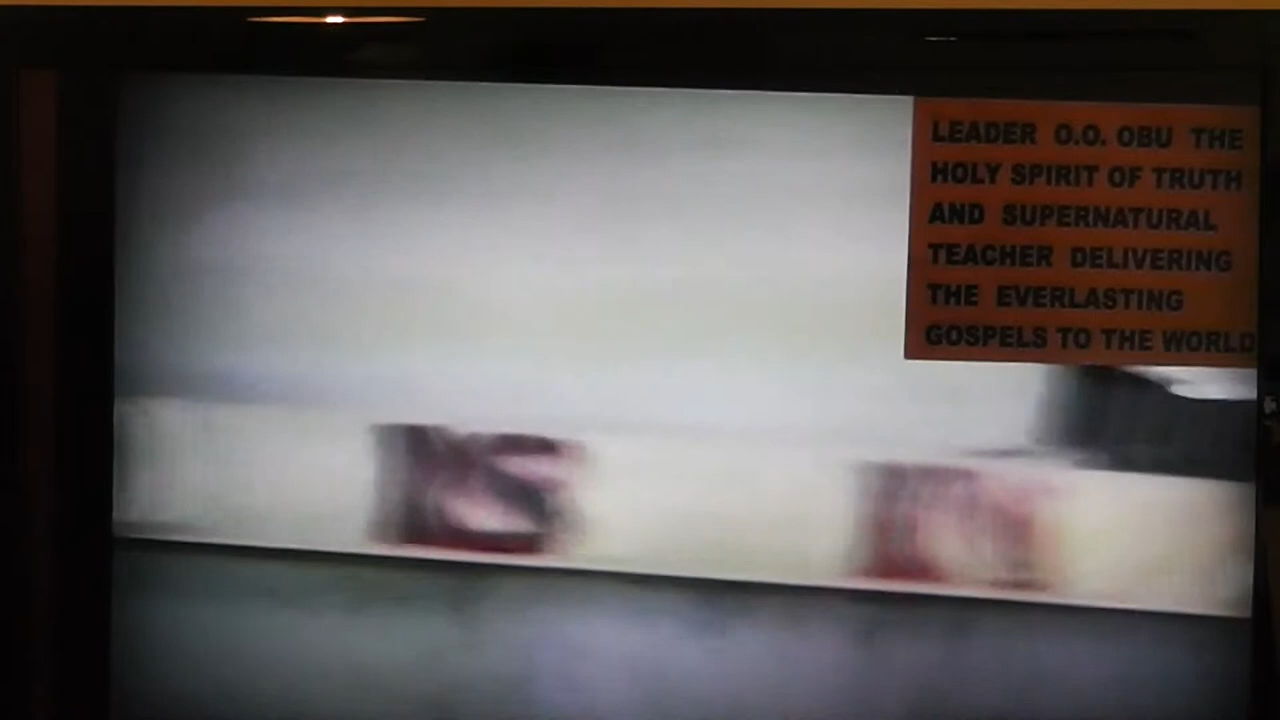 LEADER O.O. OBU THE
HOLY SPIRIT OF TRUTH
AND SUPERNATURAL
TEACHER DELIVERING
THE EVERLASTING
GOSPELS TO THE WORLD